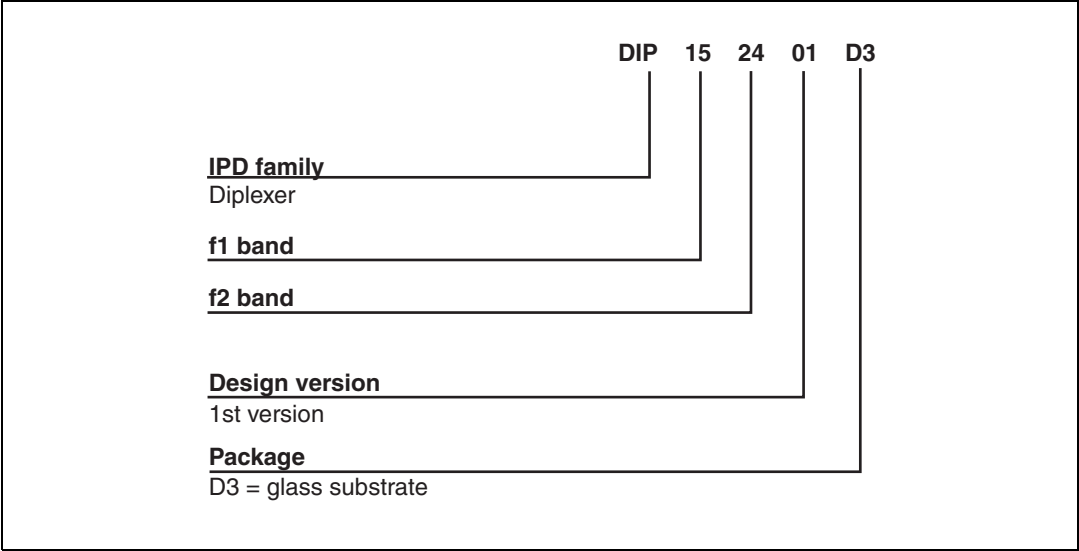 DIP 15 24 01 D3
IPD family
Diplexer
f1 band
f2 band
Design version
1st version
Package
D3 = glass substrate